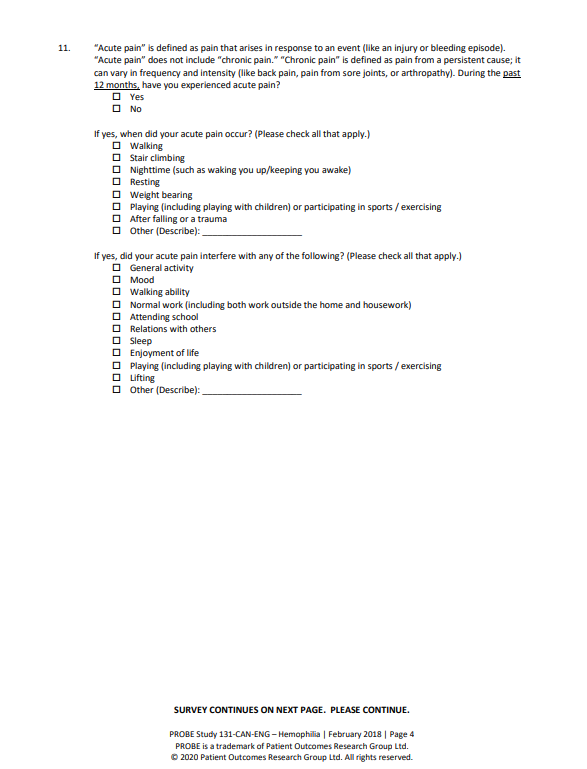 11. “Acute pain” is defined as pain that arises in response to an event (like an injury or bleeding episode).
“Acute pain” does not include “chronic pain.” “Chronic pain” is defined as pain from a persistent cause; it
can vary in frequency and intensity (like back pain, pain from sore joints, or arthropathy). During the past
12 months, have you experienced acute pain?
☐ Yes
☐ No
If yes, when did your acute pain occur? (Please check all that apply.)
☐ Walking
☐ Stair climbing
☐ Nighttime (such as waking you up/keeping you awake)
☐ Resting
☐ Weight bearing
☐ Playing (including playing with children) or participating in sports / exercising
☐ After falling or a trauma
☐ Other (Describe): ____________________
If yes, did your acute pain interfere with any of the following? (Please check all that apply.)
☐ General activity
☐ Mood
☐ Walking ability
☐ Normal work (including both work outside the home and housework)
☐ Attending school
☐ Relations with others
☐ Sleep
☐ Enjoyment of life
☐ Playing (including playing with children) or participating in sports / exercising
☐ Lifting
☐ Other (Describe): ____________________
SURVEY CONTINUES ON NEXT PAGE. PLEASE CONTINUE.
PROBE Study 131-CAN-ENG – Hemophilia | February 2018 | Page 4
PROBE is a trademark of Patient Outcomes Research Group Ltd.
© 2020 Patient Outcomes Research Group Ltd. All rights reserved.